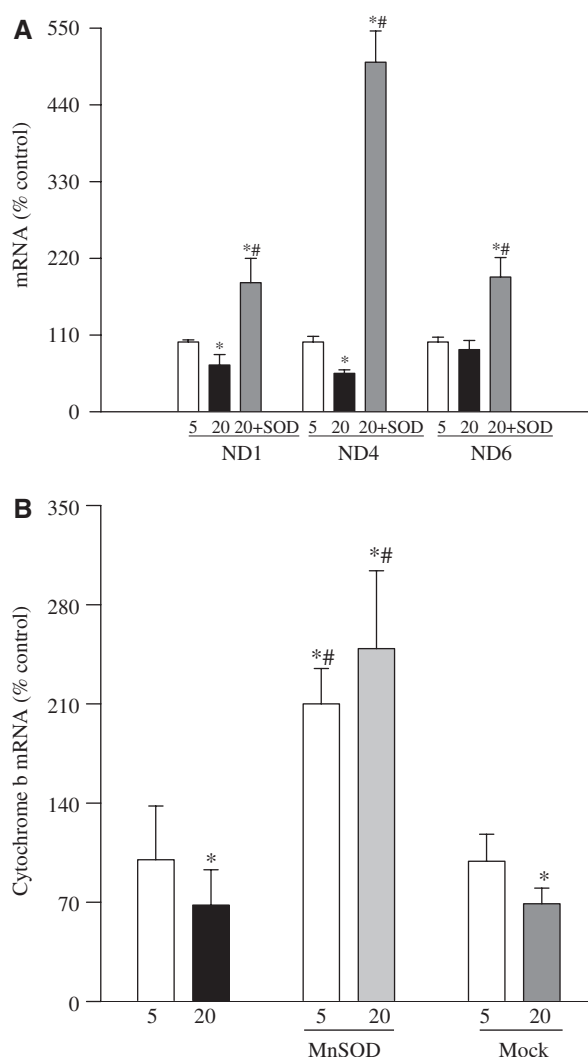 A
mRNA (% control)
550
440
330
220
110
0
*
*#
*
*#
*#
5 20 20+SOD 5 20 20+SOD 5 20 20+SOD
ND1 ND4 ND6
B
Cytochrome b mRNA (% control)
350
280
210
140
70
0
*
*#
*#
*
5 20 5 20 5 20
MnSOD Mock